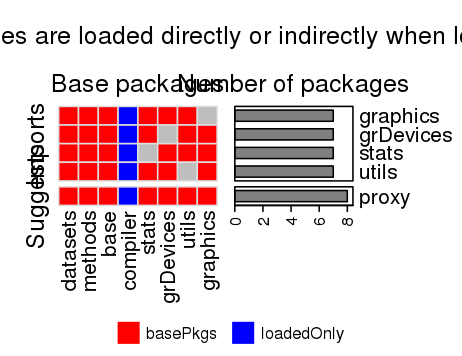 es are loaded directly or indirectly when lo
Base packages
Number of packages
Imports
Suggests
graphics
grDevices
stats
utils
proxy
datasets
methods
base
compiler
stats
grDevices
utils
graphics
0
2
4
6
8
basePkgs
loadedOnly